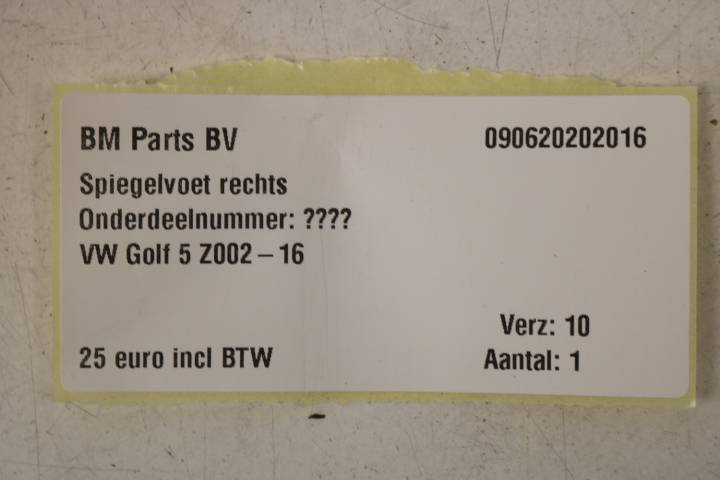 BM Parts BV 090620202016
Spiegelvoet rechts
Onderdeelnummer: ????
VW Golf 5 Z002 – 16
Verz: 10
25 euro incl BTW Aantal: 1